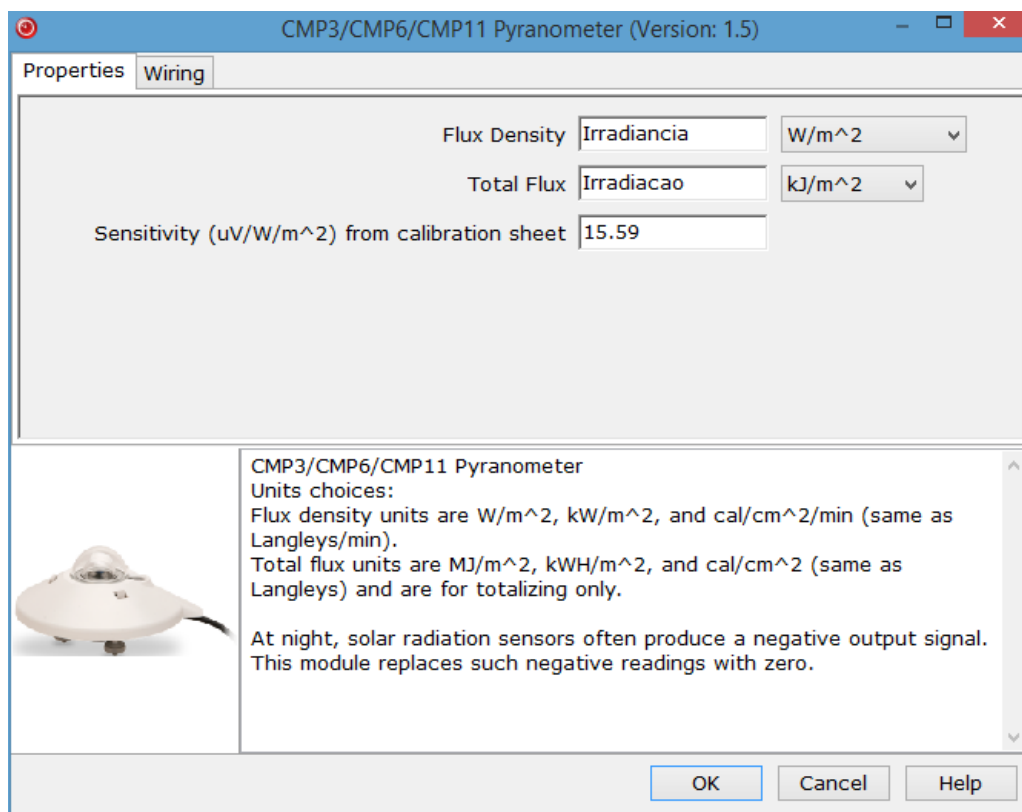 CMP3/CMP6/CMP11 Pyranometer (Version: 1.5)
Properties Wiring
Flux Density Irradiancia W/m^2
Total Flux Irradiacao kJ/m^2
Sensitivity (uV/W/m^2) from calibration sheet 15.59
CMP3/CMP6/CMP11 Pyranometer
Units choices:
Flux density units are W/m^2, kW/m^2, and cal/cm^2/min (same as
Langleys/min).
Total flux units are MJ/m^2, kWH/m^2, and cal/cm^2 (same as
Langleys) and are for totalizing only.
At night, solar radiation sensors often produce a negative output signal.
This module replaces such negative readings with zero.
OK Cancel Help